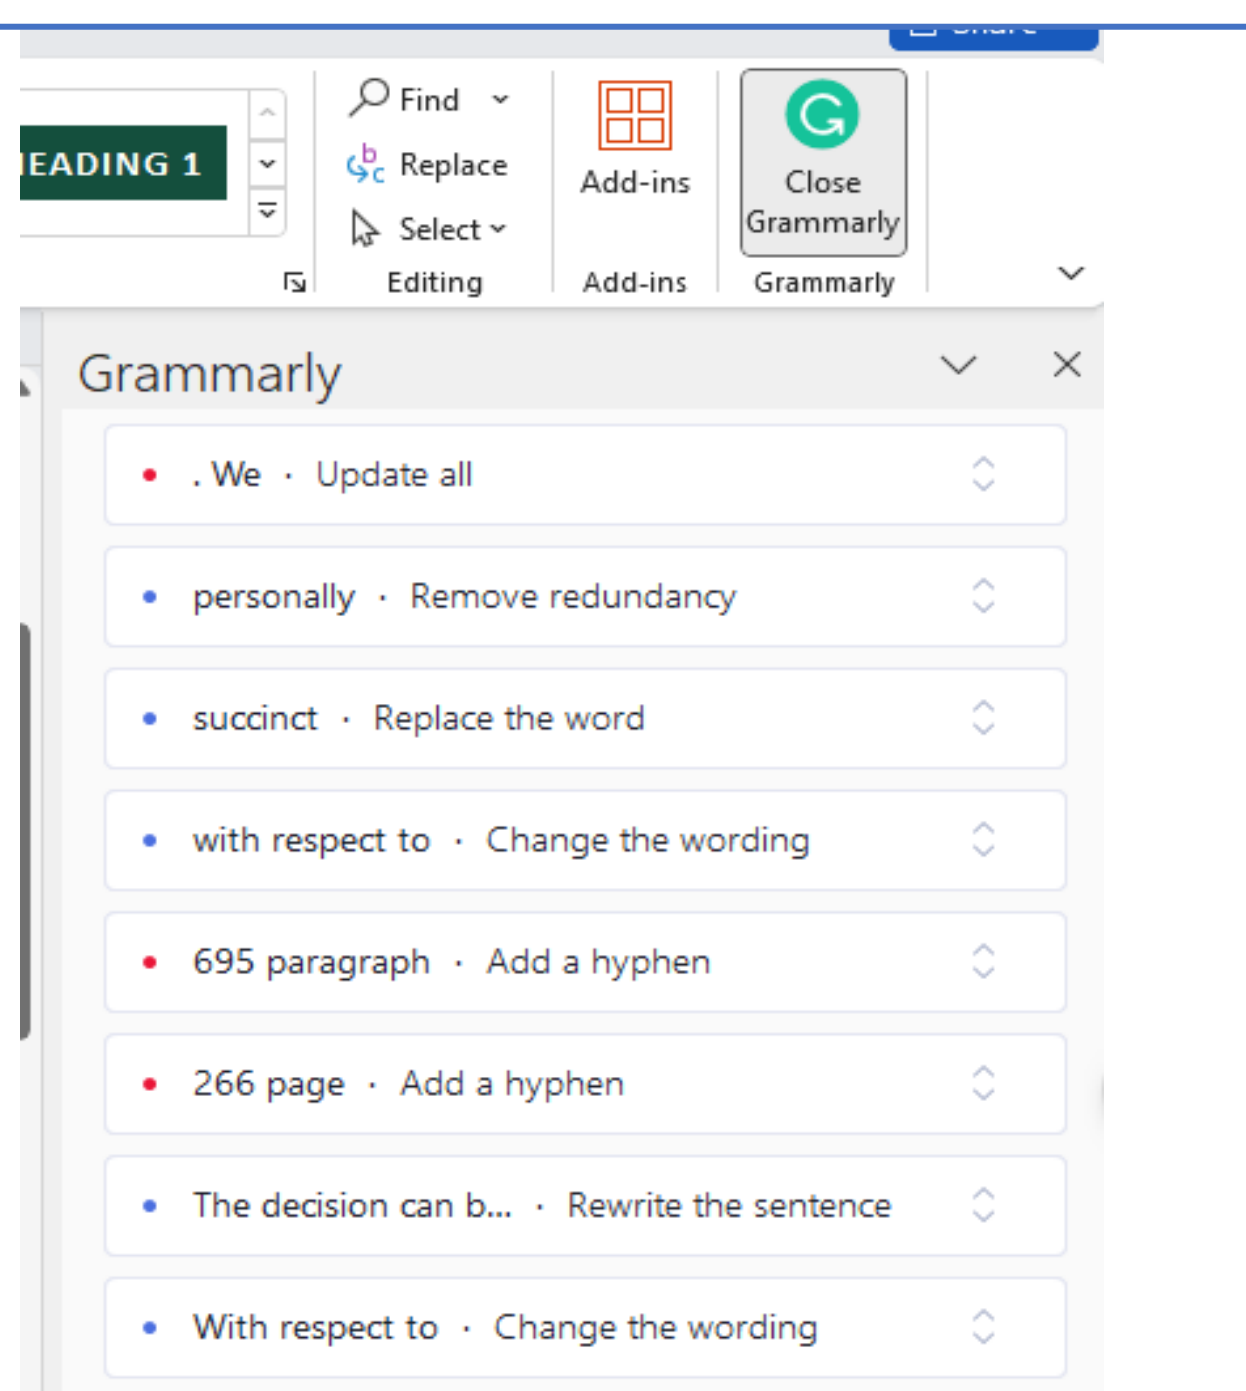 Share
EADING 1
Find
Replace
Select
Editing
Add-ins
Add-ins
Close
Grammarly
Grammarly
Grammarly
. We · Update all
personally · Remove redundancy
succinct · Replace the word
with respect to · Change the wording
695 paragraph · Add a hyphen
266 page · Add a hyphen
The decision can b... · Rewrite the sentence
With respect to · Change the wording